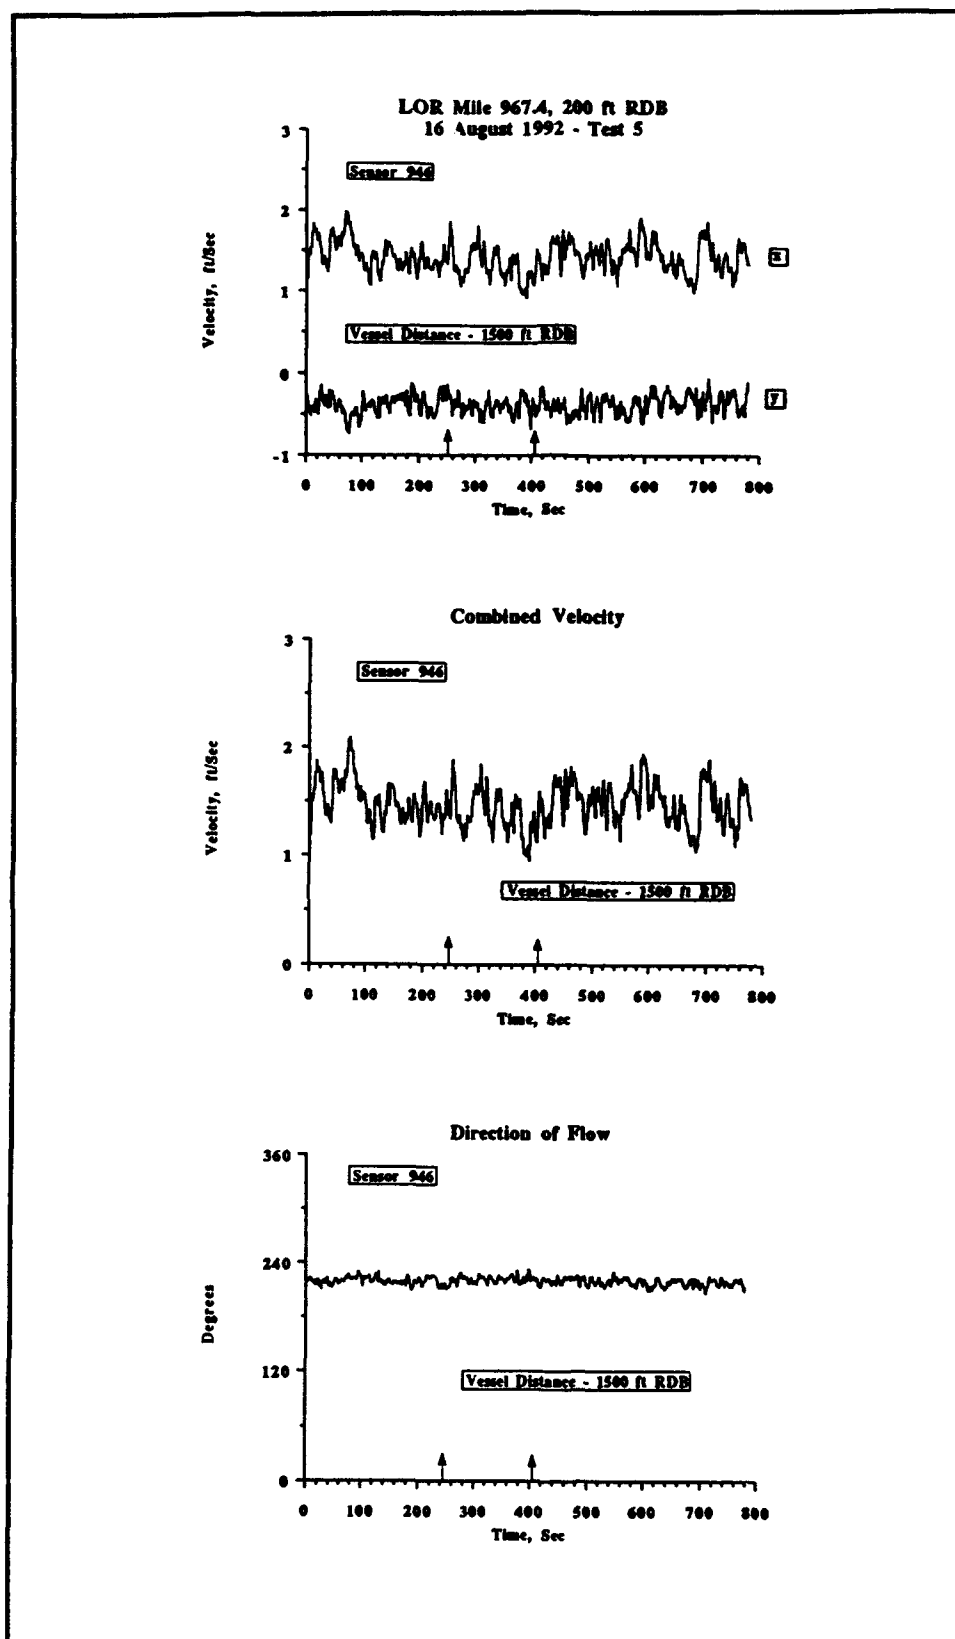 LOR Mile 967.4, 200 ft RDB
16 August 1992 - Test 5
3
Sensor 946
2
x
1
Velocity, ft/Sec
Vessel Distance - 1500 ft RDB
0
y
-1
0 100 200 300 400 500 600 700 800
Time, Sec
Combined Velocity
3
Sensor 946
2
Velocity, ft/Sec
1
Vessel Distance - 1500 ft RDB
0
0 100 200 300 400 500 600 700 800
Time, Sec
Direction of Flow
360
Sensor 946
240
Degrees
120
Vessel Distance - 1500 ft RDB
0
0 100 200 300 400 500 600 700 800
Time, Sec